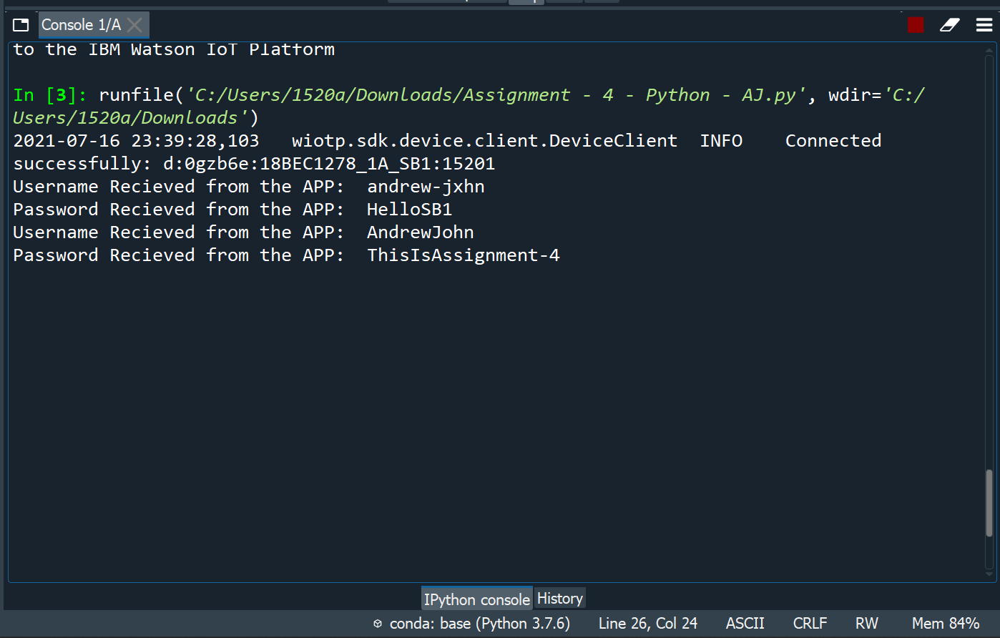 Console 1/A
to the IBM Watson IoT Platform
In [3]: runfile('C:/Users/1520a/Downloads/Assignment - 4 - Python - AJ.py', wdir='C:/
Users/1520a/Downloads')
2021-07-16 23:39:28,103   wiotp.sdk.device.client.DeviceClient  INFO    Connected
successfully: d:0gzb6e:18BEC1278_1A_SB1:15201
Username Recieved from the APP:  andrew-jxhn
Password Recieved from the APP:  HelloSB1
Username Recieved from the APP:  AndrewJohn
Password Recieved from the APP:  ThisIsAssignment-4
IPython console History
conda: base (Python 3.7.6) Line 26, Col 24 ASCII CRLF RW Mem 84%